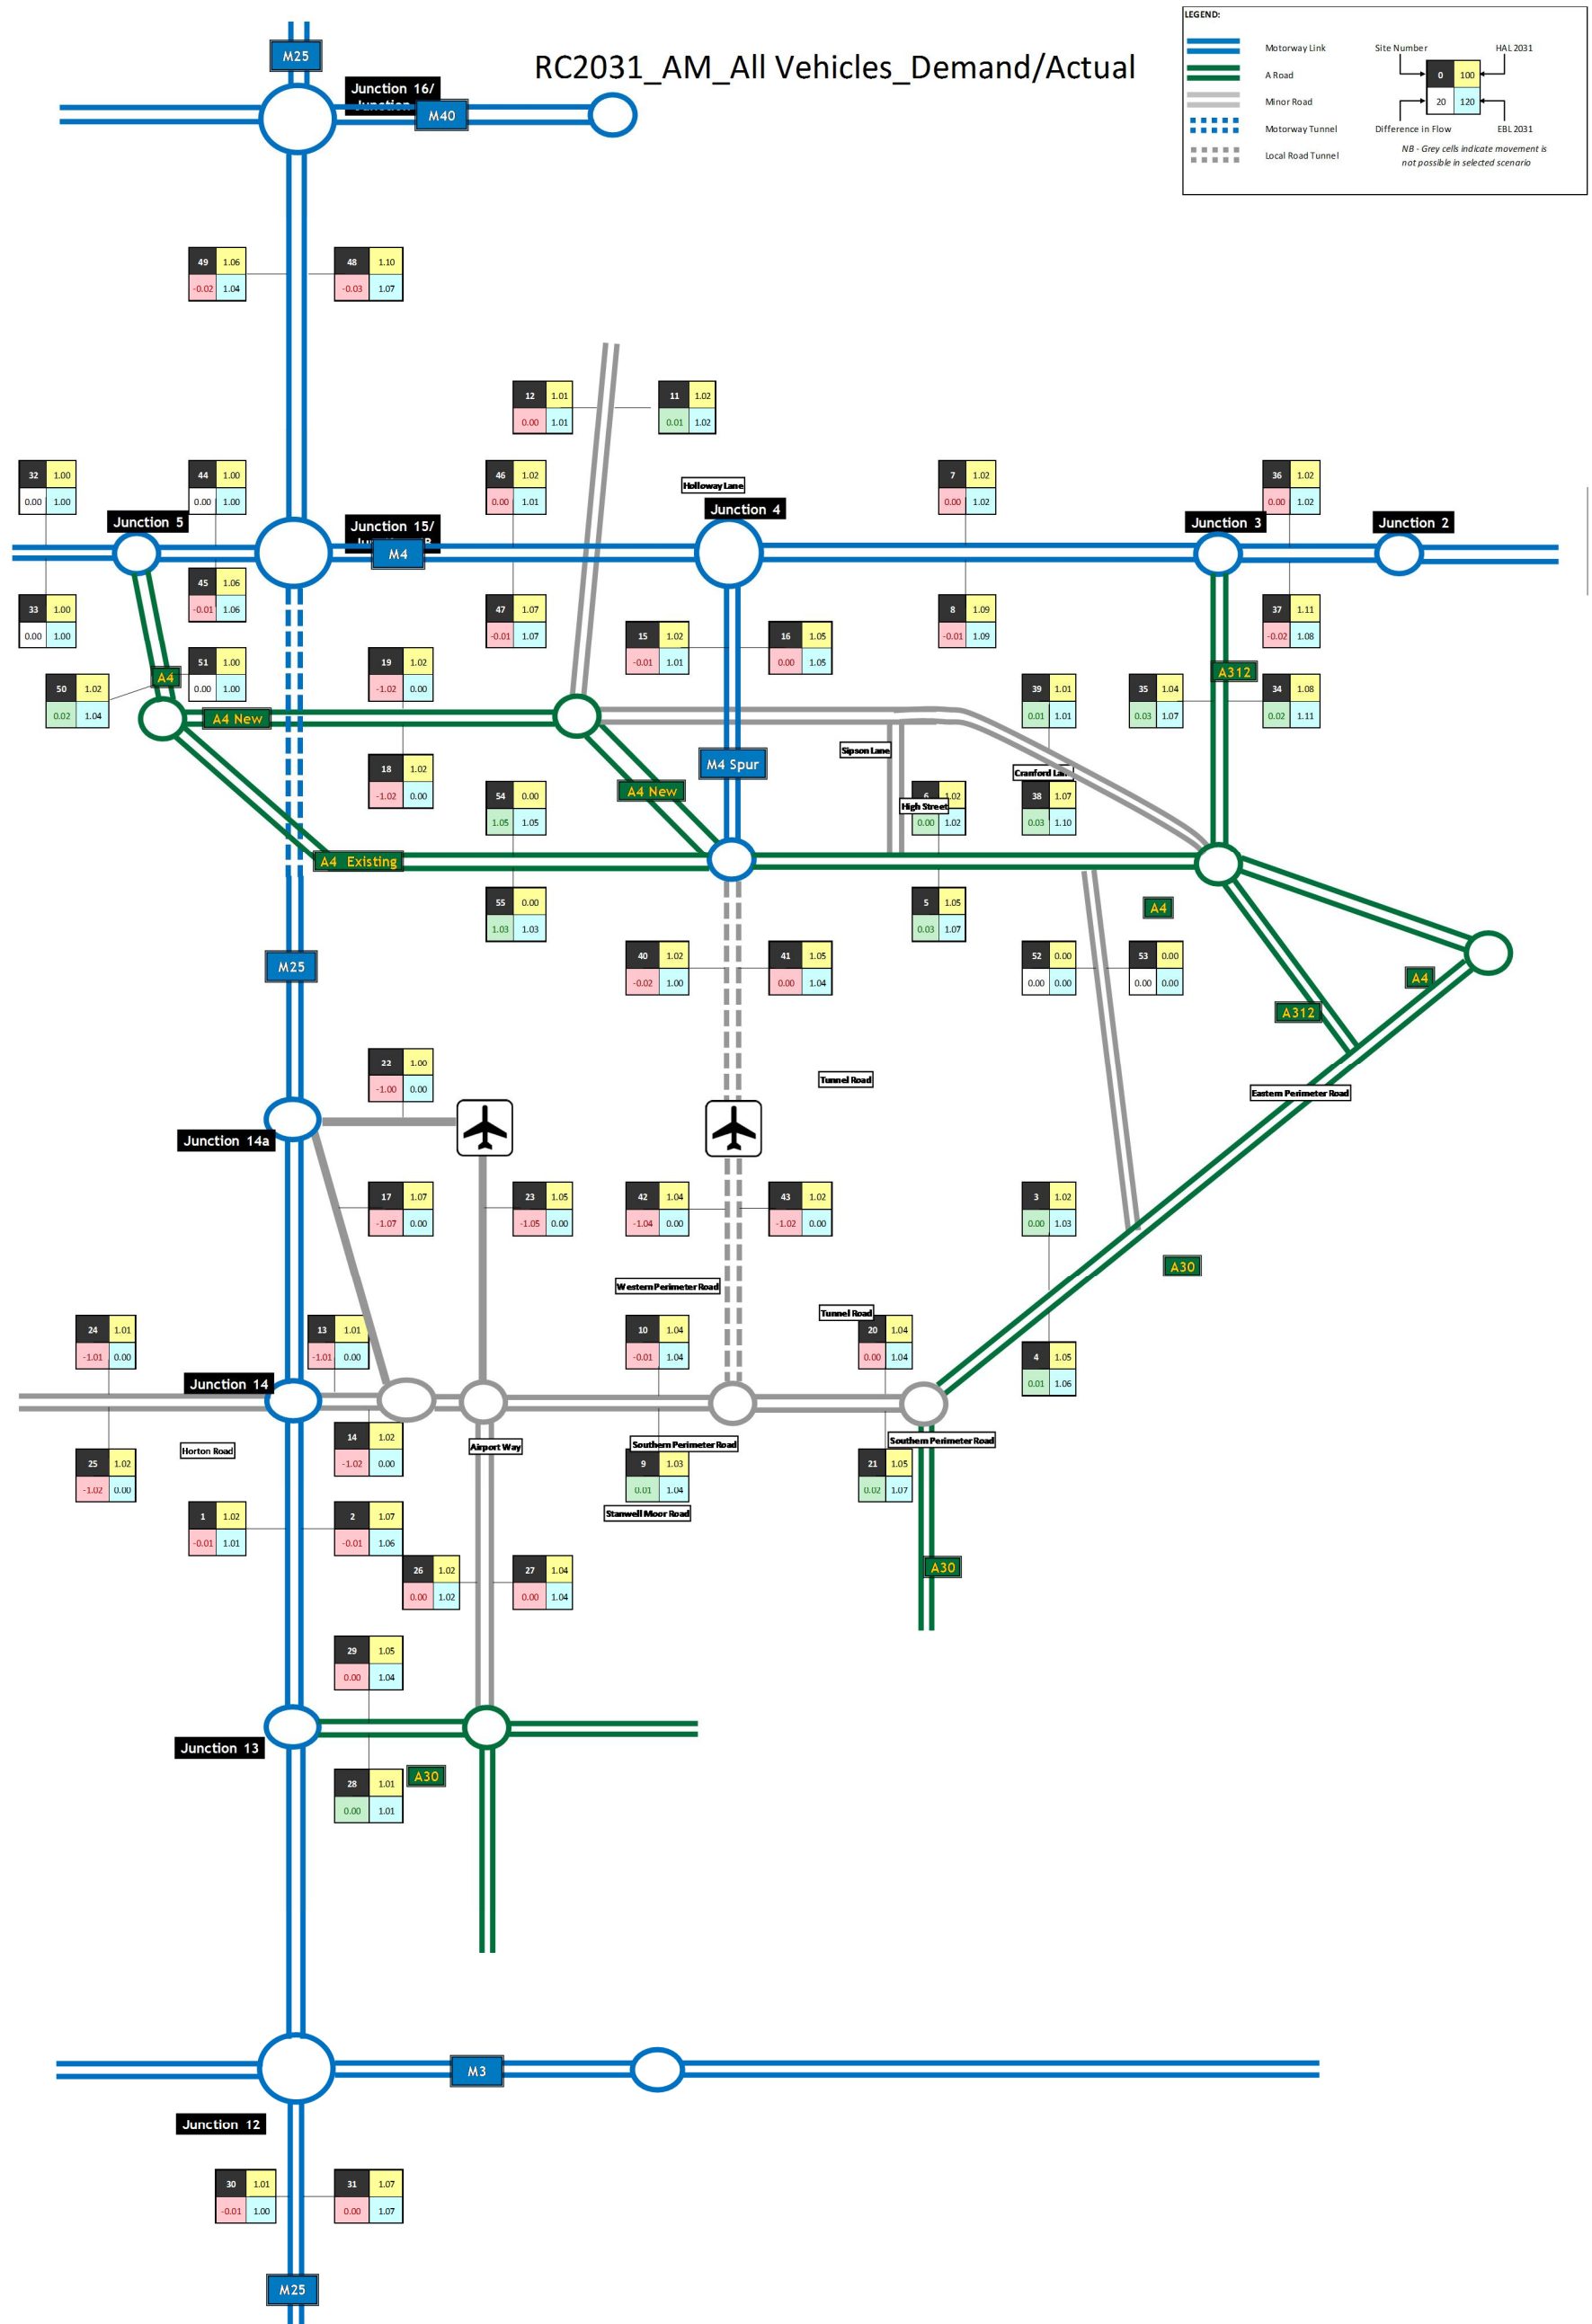 RC2031_AM_All Vehicles_Demand/Actual
LEGEND:
Motorway Link
A Road
Minor Road
Motorway Tunnel
Local Road Tunnel
Site Number
HAL 2031
0 100
20 120
Difference in Flow
EBL 2031
NB - Grey cells indicate movement is
not possible in selected scenario
M25
Junction 16/
M40
49 1.06
-0.02 1.04
48 1.10
-0.03 1.07
12 1.01
0.00 1.01
11 1.02
0.01 1.02
32 1.00
0.00 1.00
44 1.00
0.00 1.00
46 1.02
0.00 1.01
Holloway Lane
7 1.02
0.00 1.02
36 1.02
0.00 1.02
Junction 5
Junction 15/
M4
Junction 4
Junction 3
Junction 2
33 1.00
0.00 1.00
45 1.06
-0.01 1.06
47 1.07
-0.01 1.07
15 1.02
-0.01 1.01
16 1.05
0.00 1.05
8 1.09
-0.01 1.09
37 1.11
-0.02 1.08
50 1.02
0.02 1.04
A4
51 1.00
0.00 1.00
19 1.02
-1.02 0.00
39 1.01
0.01 1.01
35 1.04
0.03 1.07
A312
34 1.08
0.02 1.11
A4 New
Sipson Lane
M4 Spur
18 1.02
-1.02 0.00
A4 New
54 0.00
1.05 1.05
High Street
6 1.02
0.00 1.02
Cranford La
38 1.07
0.03 1.10
A4 Existing
55 0.00
1.03 1.03
5 1.05
0.03 1.07
A4
M25
40 1.02
-0.02 1.00
41 1.05
0.00 1.04
52 0.00
0.00 0.00
53 0.00
0.00 0.00
A4
A312
22 1.00
-1.00 0.00
Tunnel Road
Eastern Perimeter Road
Junction 14a
17 1.07
-1.07 0.00
23 1.05
-1.05 0.00
42 1.04
-1.04 0.00
43 1.02
-1.02 0.00
3 1.02
0.00 1.03
A30
Western Perimeter Road
Tunnel Road
24 1.01
-1.01 0.00
13 1.01
-1.01 0.00
10 1.04
-0.01 1.04
20 1.04
0.00 1.04
4 1.05
0.01 1.06
Junction 14
Horton Road
25 1.02
-1.02 0.00
14 1.02
-1.02 0.00
Airport Way
Southern Perimeter Road
9 1.03
0.01 1.04
Stanwell Moor Road
Southern Perimeter Road
21 1.05
0.02 1.07
1 1.02
-0.01 1.01
2 1.07
-0.01 1.06
26 1.02
0.00 1.02
27 1.04
0.00 1.04
A30
29 1.05
0.00 1.04
Junction 13
28 1.01
0.00 1.01
A30
M3
Junction 12
30 1.01
-0.01 1.00
31 1.07
0.00 1.07
M25